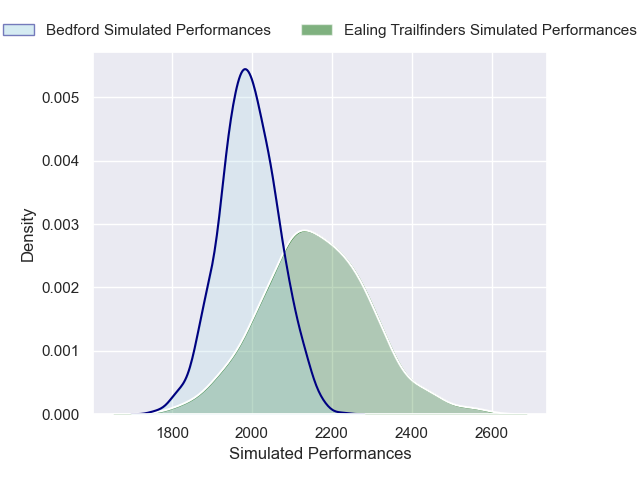 Bedford Simulated Performances
Ealing Trailfinders Simulated Performances
0.005
0.004
0.003
0.002
0.001
0.000
Density
1800 2000 2200 2400 2600
Simulated Performances